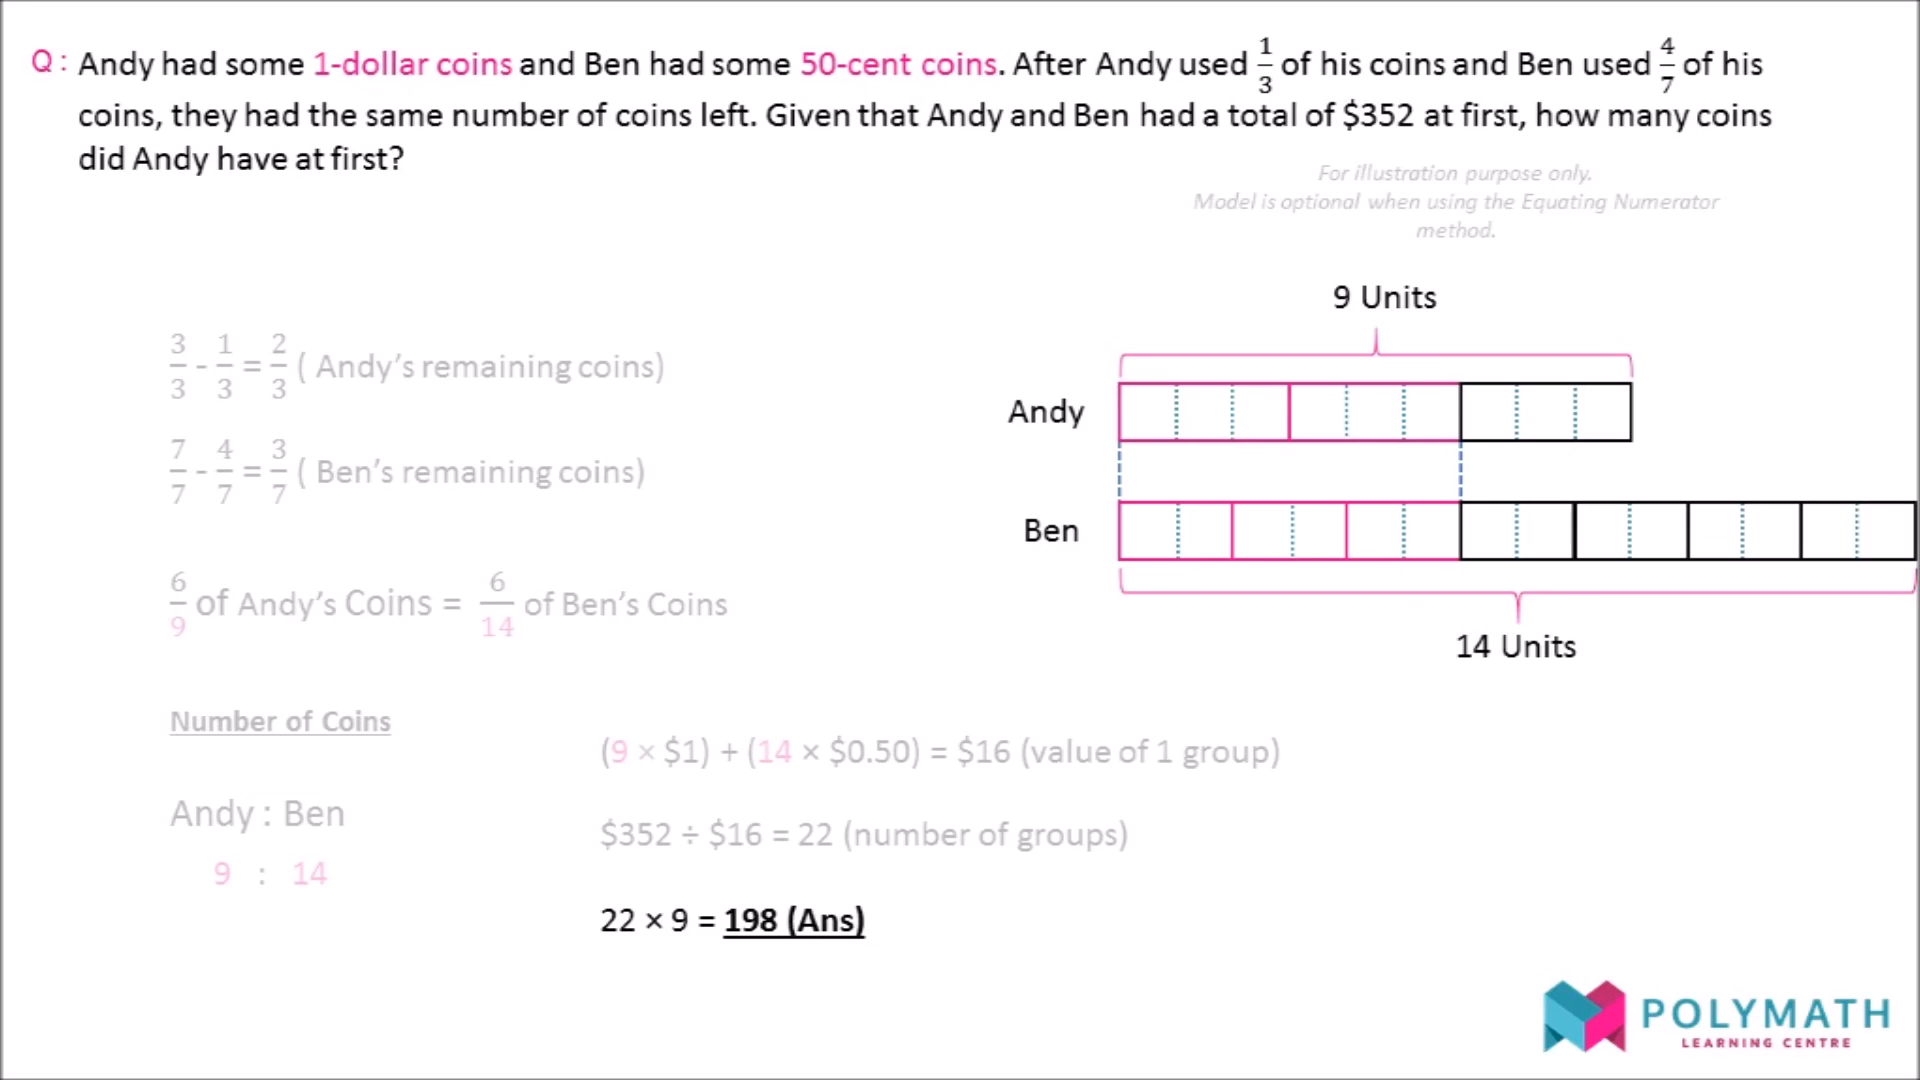 Q: Andy had some 1-dollar coins and Ben had some 50-cent coins. After Andy used 1/3 of his coins and Ben used 4/7 of his
coins, they had the same number of coins left. Given that Andy and Ben had a total of $352 at first, how many coins
did Andy have at first?
For illustration purpose only.
Model is optional when using the Equating Numerator
method.
9 Units
Andy
Ben
14 Units
3/3 - 1/3 = 2/3 ( Andy’s remaining coins)
7/7 - 4/7 = 3/7 ( Ben’s remaining coins)
6/9 of Andy’s Coins = 6/14 of Ben’s Coins
Number of Coins
Andy : Ben
9 : 14
(9 × $1) + (14 × $0.50) = $16 (value of 1 group)
$352 ÷ $16 = 22 (number of groups)
22 × 9 = 198 (Ans)
POLYMATH
LEARNING CENTRE